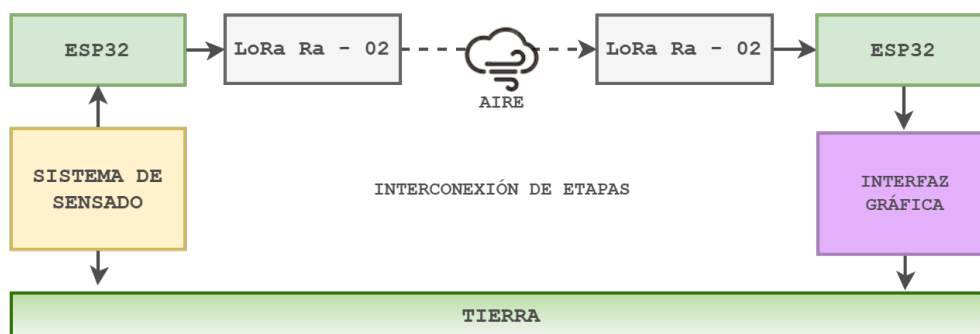 ESP32
LoRa Ra - 02
LoRa Ra - 02
ESP32
AIRE
SISTEMA DE
SENSADO
INTERCONEXIÓN DE ETAPAS
INTERFAZ
GRÁFICA
TIERRA